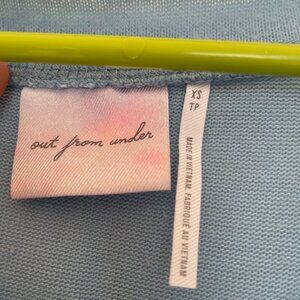 out from under
XS
TP
MADE IN VIETNAM. FABRIQUÉ AU VIETNAM